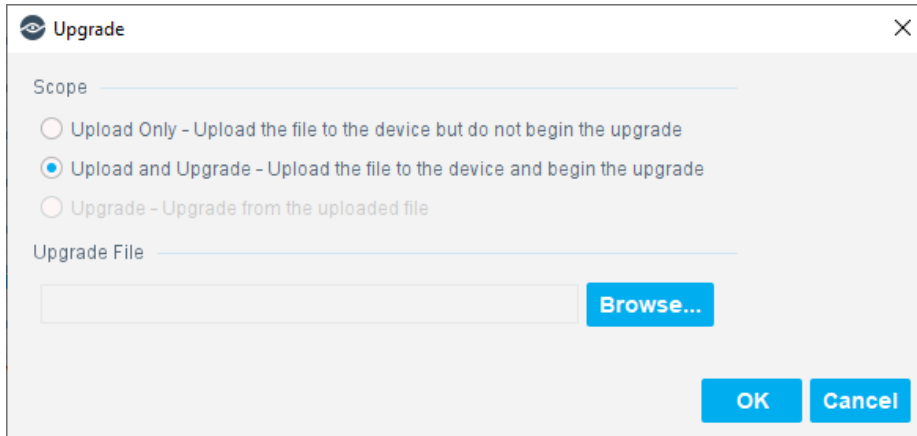 Upgrade
Scope
Upload Only - Upload the file to the device but do not begin the upgrade
Upload and Upgrade - Upload the file to the device and begin the upgrade
Upgrade - Upgrade from the uploaded file
Upgrade File
Browse...
OK Cancel